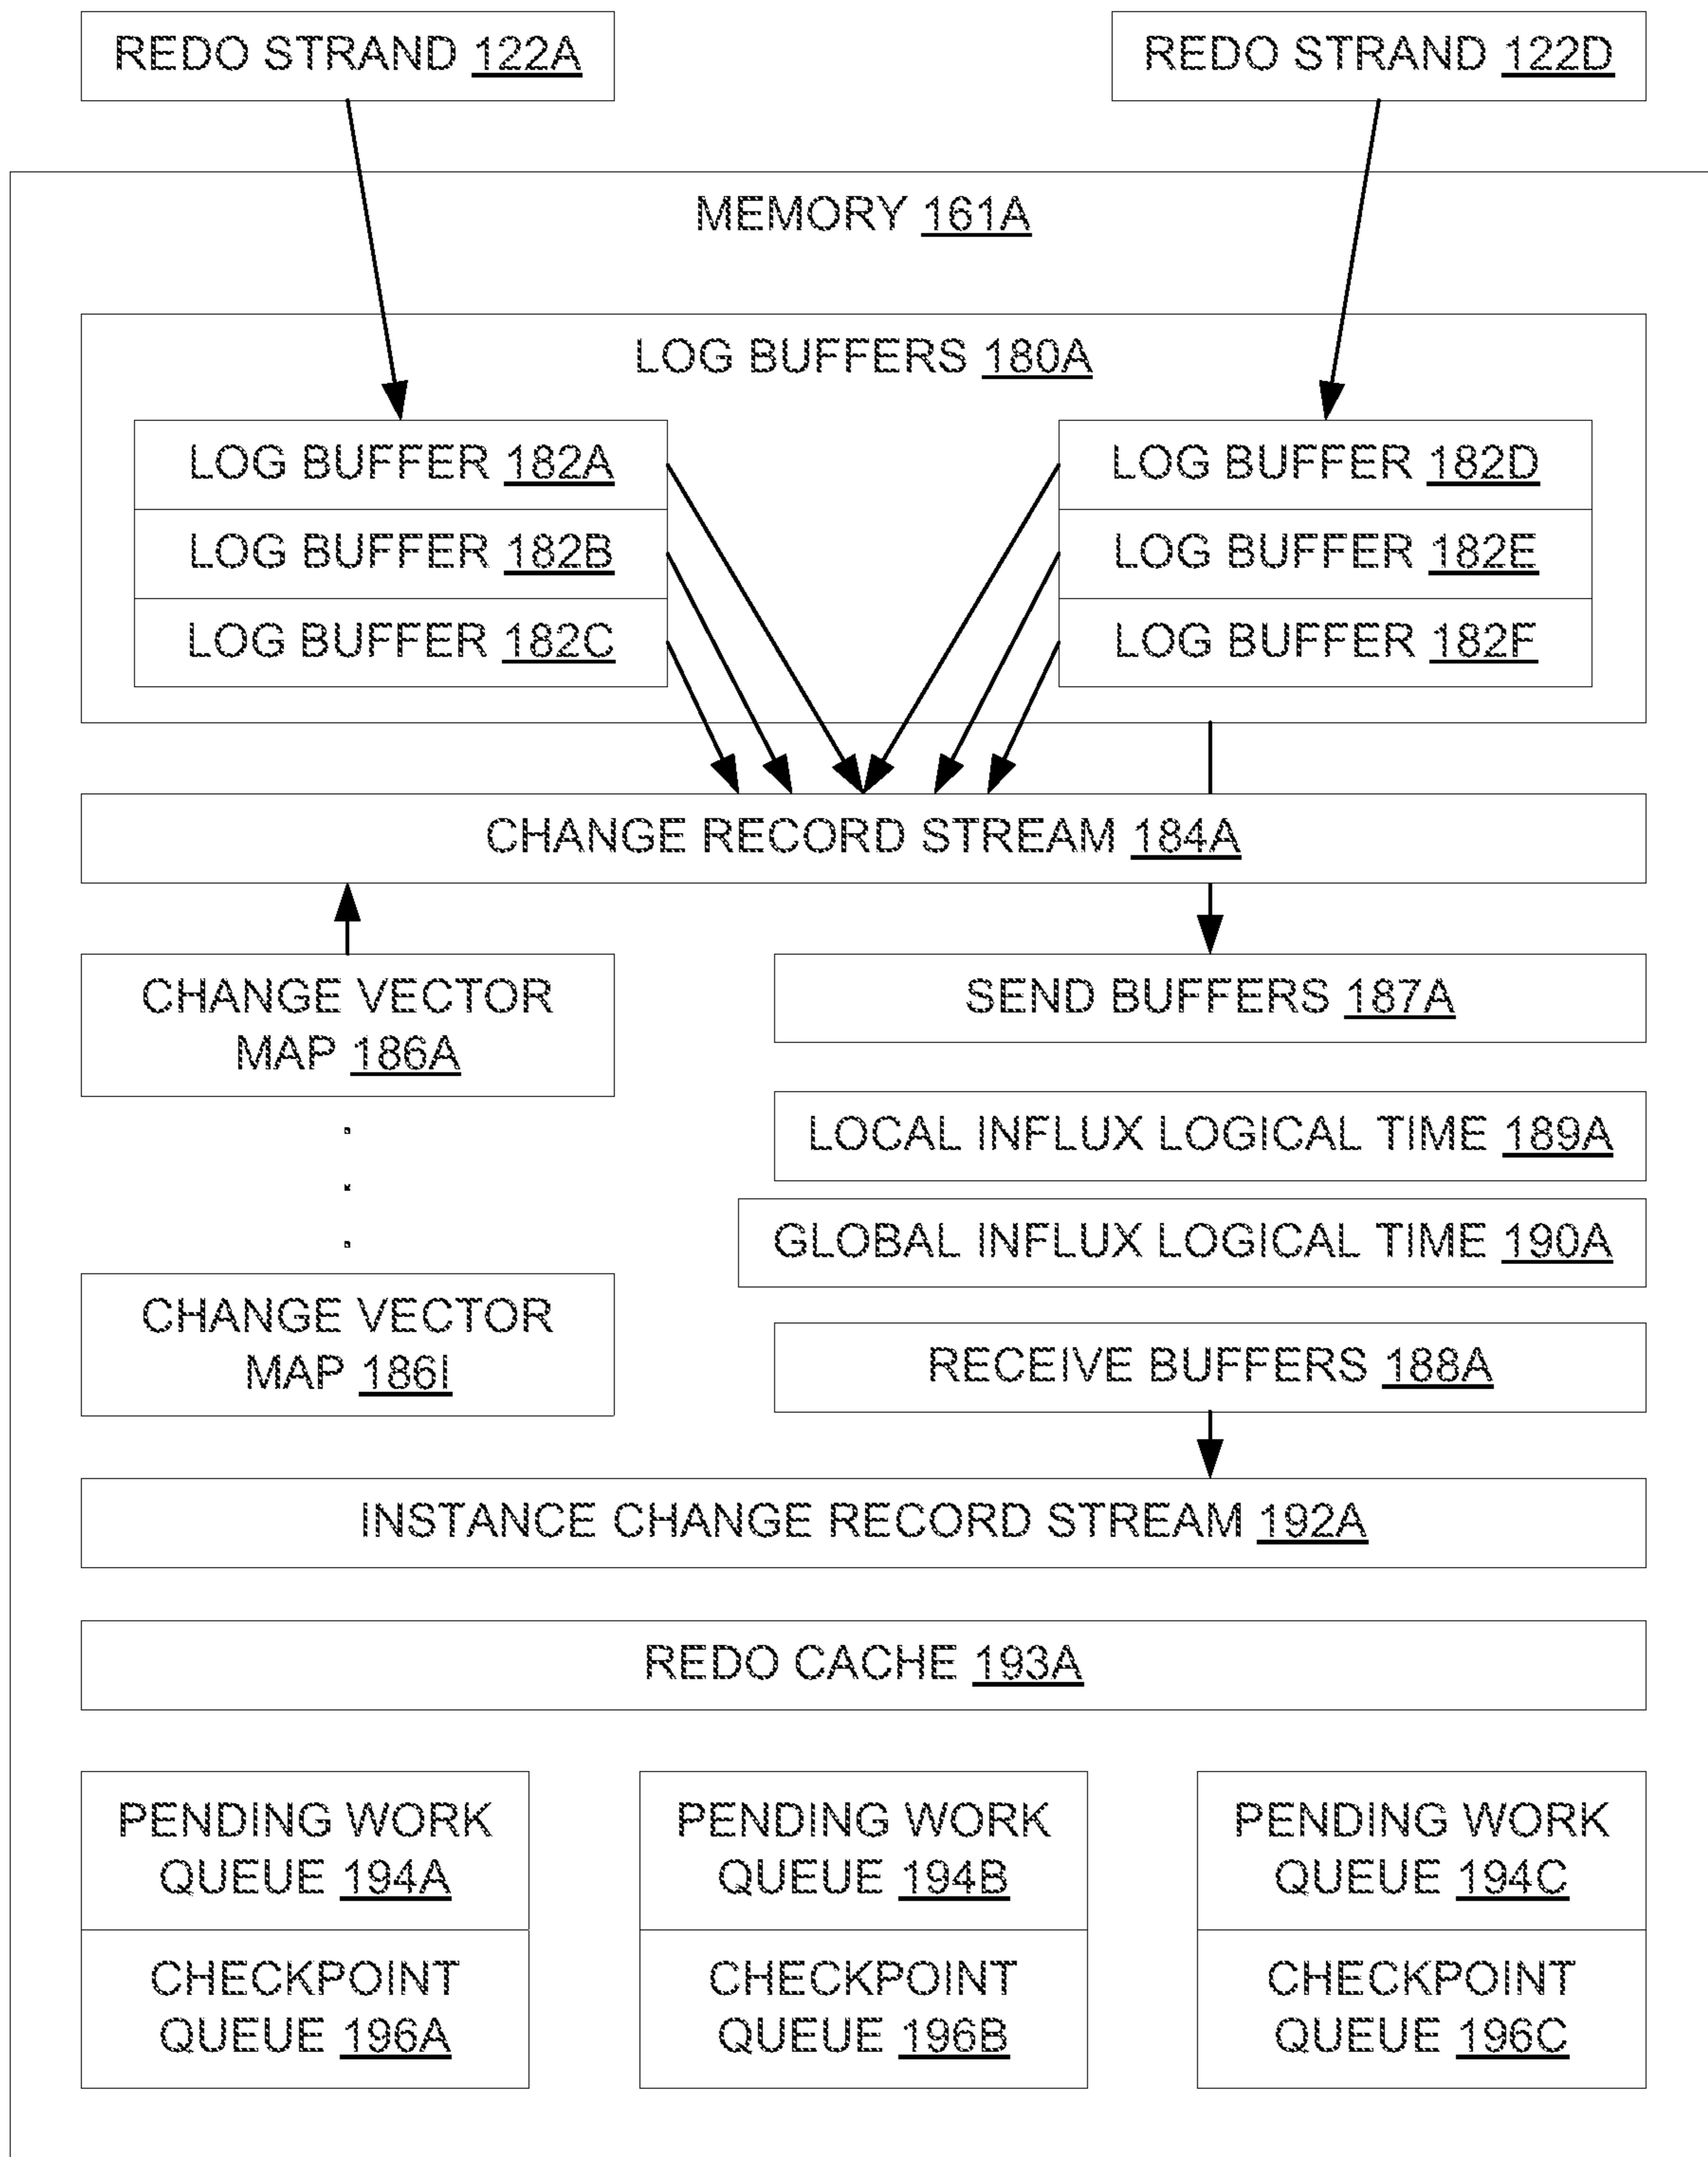 REDO STRAND 122A
REDO STRAND 122D
MEMORY 161A
LOG BUFFERS 180A
LOG BUFFER 182A
LOG BUFFER 182B
LOG BUFFER 182C
LOG BUFFER 182D
LOG BUFFER 182E
LOG BUFFER 182F
CHANGE RECORD STREAM 184A
CHANGE VECTOR
MAP 186A
CHANGE VECTOR
MAP 186I
SEND BUFFERS 187A
LOCAL INFLUX LOGICAL TIME 189A
GLOBAL INFLUX LOGICAL TIME 190A
RECEIVE BUFFERS 188A
INSTANCE CHANGE RECORD STREAM 192A
REDO CACHE 193A
PENDING WORK
QUEUE 194A
CHECKPOINT
QUEUE 196A
PENDING WORK
QUEUE 194B
CHECKPOINT
QUEUE 196B
PENDING WORK
QUEUE 194C
CHECKPOINT
QUEUE 196C